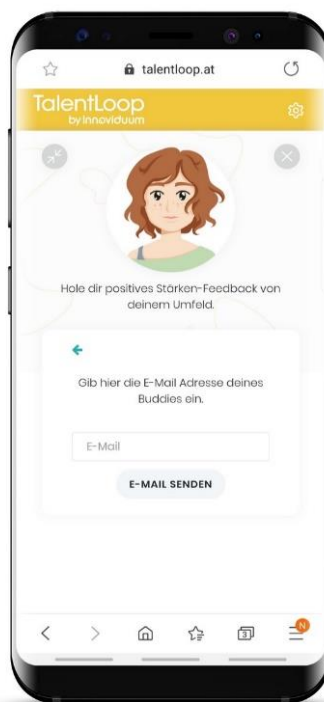 talentloop.at
TalentLoop
by Innoviduum
Hole dir positives Stärken-Feedback von
deinem Umfeld.
Gib hier die E-Mail Adresse deines
Buddies ein.
E-Mail
E-MAIL SENDEN
3
N